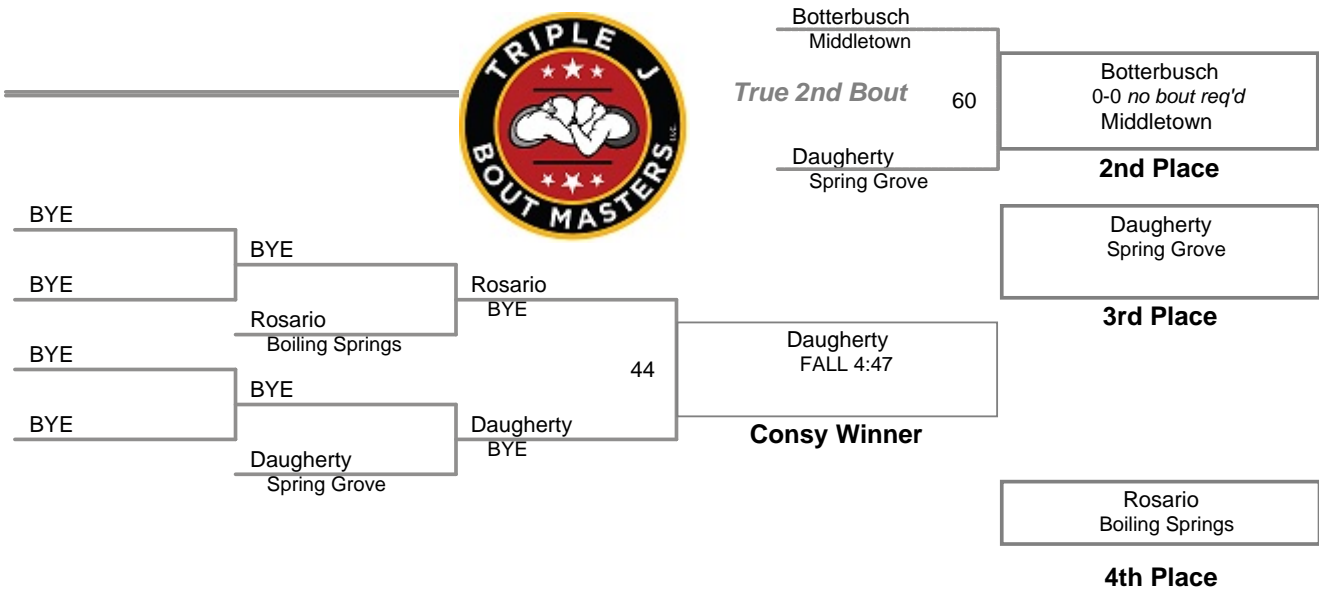 TRIPLE J
BOUT MASTERS LLC.
Botterbusch
Middletown
True 2nd Bout
60
Daugherty
Spring Grove
Botterbusch
0-0 no bout req'd
Middletown
2nd Place
Daugherty
Spring Grove
3rd Place
BYE
BYE
BYE
BYE
BYE
Rosario
Boiling Springs
BYE
Daugherty
Spring Grove
Rosario
BYE
44
Daugherty
BYE
Daugherty
FALL 4:47
Consy Winner
Rosario
Boiling Springs
4th Place